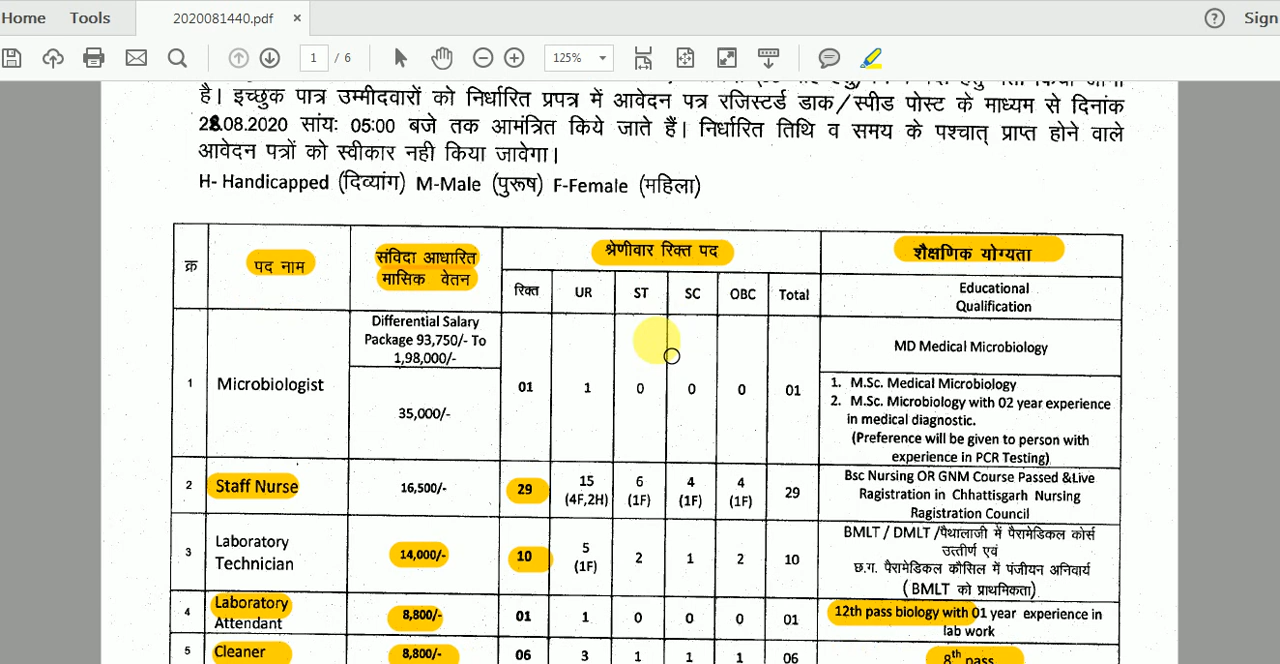 Home Tools 2020081440.pdf × ? Sign
1 / 6 125%
है। इच्छुक पात्र उम्मीदवारों को निर्धारित प्रपत्र में आवेदन पत्र रजिस्टर्ड डाक/स्पीड पोस्ट के माध्यम से दिनांक
28.08.2020 सांयः 05:00 बजे तक आमंत्रित किये जाते हैं। निर्धारित तिथि व समय के पश्चात् प्राप्त होने वाले
आवेदन पत्रों को स्वीकार नही किया जावेगा।
H- Handicapped (दिव्यांग) M-Male (पुरूष) F-Female (महिला)
क्र पद नाम संविदा आधारित मासिक वेतन श्रेणीवार रिक्त पद शैक्षणिक योग्यता
रिक्त UR ST SC OBC Total Educational
Qualification
1 Microbiologist
Differential Salary
Package 93,750/- To
1,98,000/-
35,000/-
01 1 0 0 0 01
MD Medical Microbiology
1. M.Sc. Medical Microbiology
2. M.Sc. Microbiology with 02 year experience
in medical diagnostic.
(Preference will be given to person with
experience in PCR Testing)
2 Staff Nurse 16,500/- 29
15 6 4 4 29
(4F,2H) (1F) (1F) (1F)
Bsc Nursing OR GNM Course Passed &Live
Ragistration in Chhattisgarh Nursing
Ragistration Council
3 Laboratory
Technician
14,000/- 10
5 2 1 2 10
(1F)
BMLT / DMLT /पैथालाजी में पैरामेडिकल कोर्स
उत्तीर्ण एवं
छ.ग. पैरामेडिकल कौसिल में पंजीयन अनिवार्य
(BMLT को प्राथमिकता)
4 Laboratory
Attendant
8,800/- 01 1 0 0 0 01
12th pass biology with 01 year experience in
lab work
5 Cleaner 8,800/- 06 3 1 1 1 06 8th pass